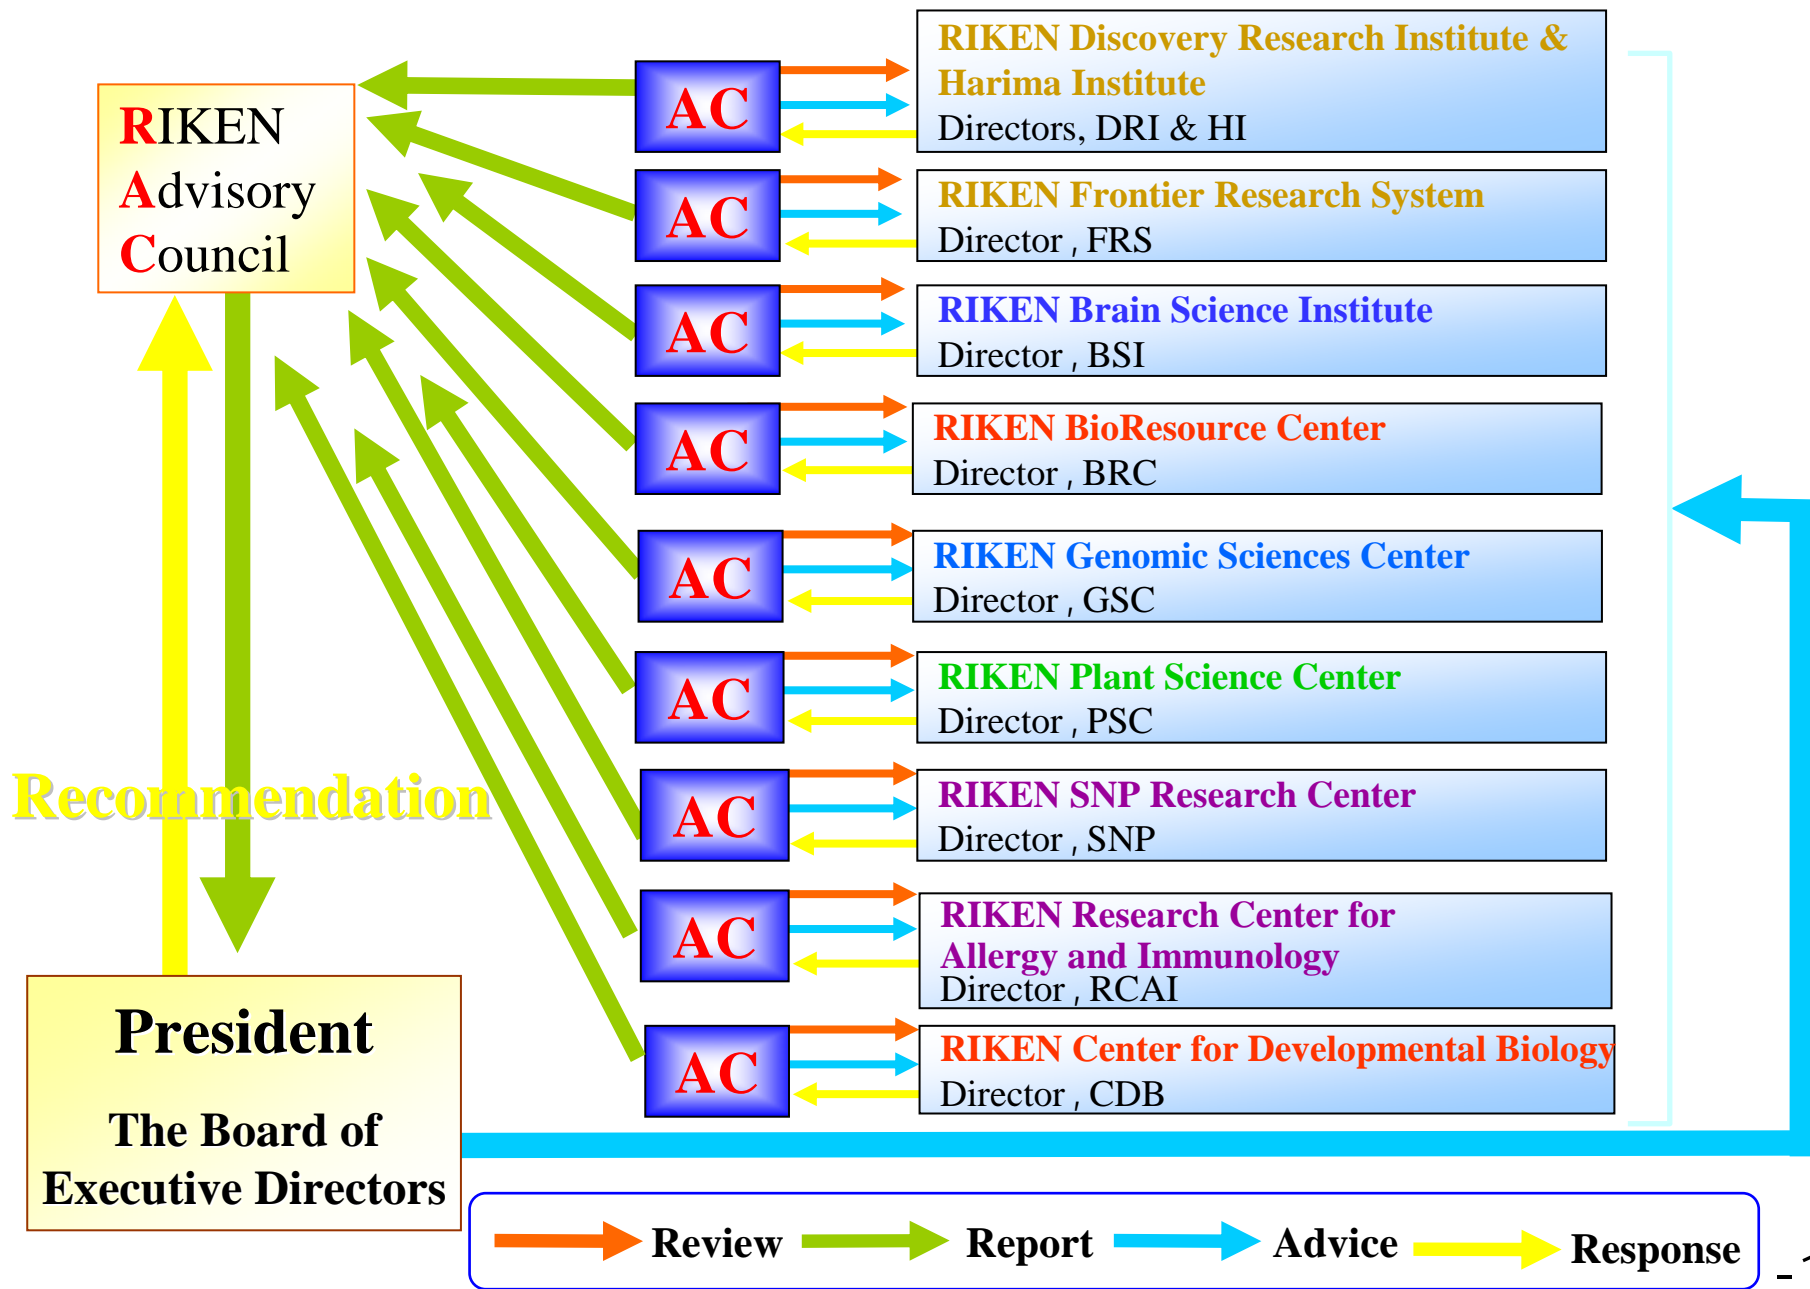 RIKEN
Advisory
Council
AC
RIKEN Discovery Research Institute &
Harima Institute
Directors, DRI & HI
AC
RIKEN Frontier Research System
Director , FRS
AC
RIKEN Brain Science Institute
Director , BSI
AC
RIKEN BioResource Center
Director , BRC
AC
RIKEN Genomic Sciences Center
Director , GSC
AC
RIKEN Plant Science Center
Director , PSC
AC
RIKEN SNP Research Center
Director , SNP
AC
RIKEN Research Center for
Allergy and Immunology
Director , RCAI
AC
RIKEN Center for Developmental Biology
Director , CDB
Recommendation
President
The Board of
Executive Directors
Review
Report
Advice
Response